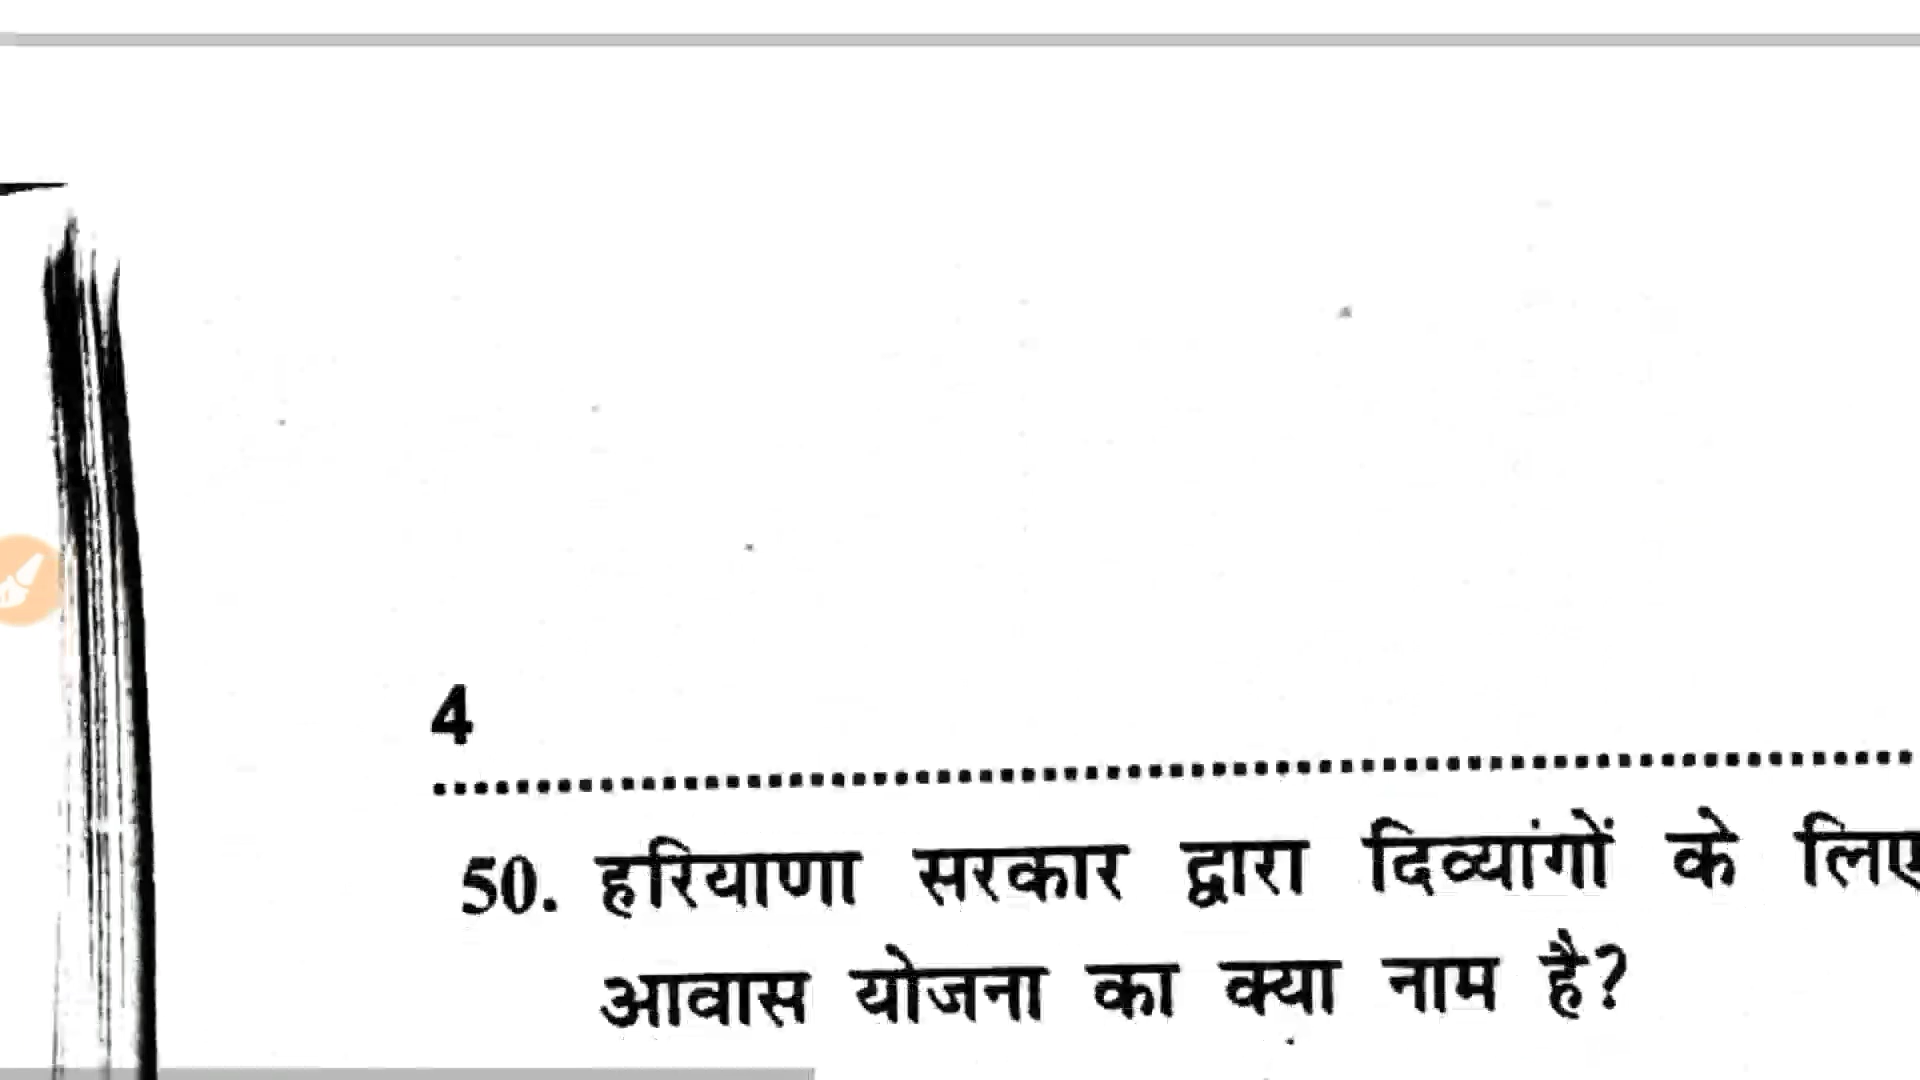 4
50. हरियाणा सरकार द्वारा दिव्यांगों के लिए
आवास योजना का क्या नाम है?